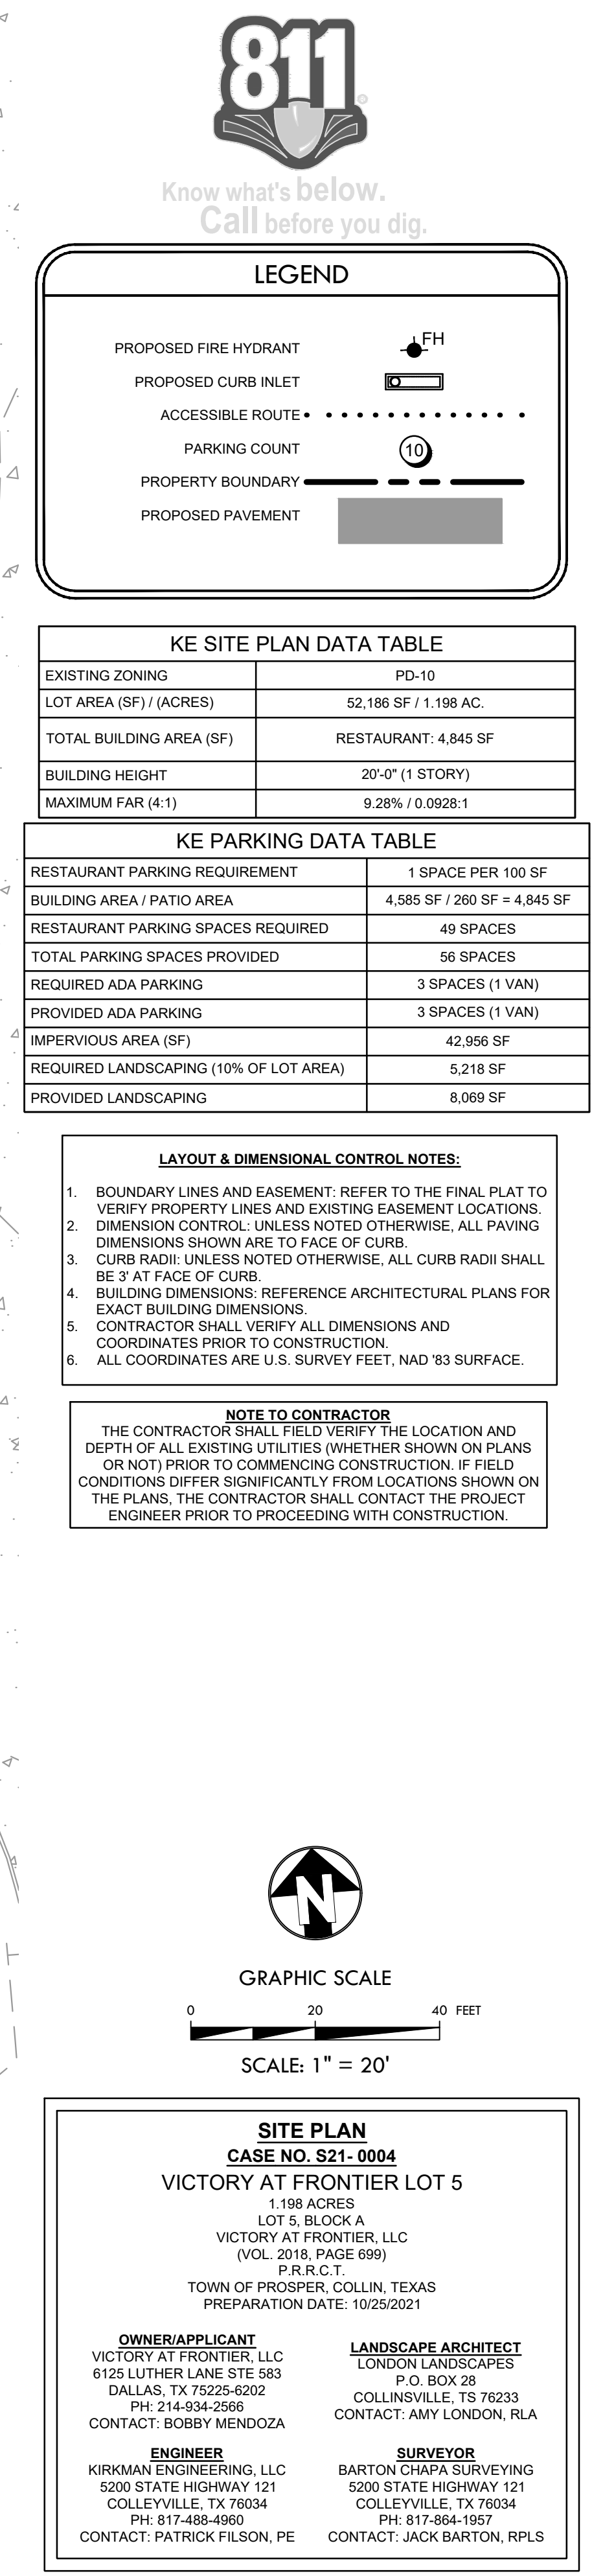 811
Know what's below.
Call before you dig.
LEGEND
PROPOSED FIRE HYDRANT FH
PROPOSED CURB INLET
ACCESSIBLE ROUTE
PARKING COUNT 10
PROPERTY BOUNDARY
PROPOSED PAVEMENT
KE SITE PLAN DATA TABLE
EXISTING ZONING PD-10
LOT AREA (SF) / (ACRES) 52,186 SF / 1.198 AC.
TOTAL BUILDING AREA (SF) RESTAURANT: 4,845 SF
BUILDING HEIGHT 20'-0" (1 STORY)
MAXIMUM FAR (4:1) 9.28% / 0.0928:1
KE PARKING DATA TABLE
RESTAURANT PARKING REQUIREMENT 1 SPACE PER 100 SF
BUILDING AREA / PATIO AREA 4,585 SF / 260 SF = 4,845 SF
RESTAURANT PARKING SPACES REQUIRED 49 SPACES
TOTAL PARKING SPACES PROVIDED 56 SPACES
REQUIRED ADA PARKING 3 SPACES (1 VAN)
PROVIDED ADA PARKING 3 SPACES (1 VAN)
IMPERVIOUS AREA (SF) 42,956 SF
REQUIRED LANDSCAPING (10% OF LOT AREA) 5,218 SF
PROVIDED LANDSCAPING 8,069 SF
LAYOUT & DIMENSIONAL CONTROL NOTES:
1. BOUNDARY LINES AND EASEMENT: REFER TO THE FINAL PLAT TO
VERIFY PROPERTY LINES AND EXISTING EASEMENT LOCATIONS.
2. DIMENSION CONTROL: UNLESS NOTED OTHERWISE, ALL PAVING
DIMENSIONS SHOWN ARE TO FACE OF CURB.
3. CURB RADII: UNLESS NOTED OTHERWISE, ALL CURB RADII SHALL
BE 3' AT FACE OF CURB.
4. BUILDING DIMENSIONS: REFERENCE ARCHITECTURAL PLANS FOR
EXACT BUILDING DIMENSIONS.
5. CONTRACTOR SHALL VERIFY ALL DIMENSIONS AND
COORDINATES PRIOR TO CONSTRUCTION.
6. ALL COORDINATES ARE U.S. SURVEY FEET, NAD '83 SURFACE.
NOTE TO CONTRACTOR
THE CONTRACTOR SHALL FIELD VERIFY THE LOCATION AND
DEPTH OF ALL EXISTING UTILITIES (WHETHER SHOWN ON PLANS
OR NOT) PRIOR TO COMMENCING CONSTRUCTION. IF FIELD
CONDITIONS DIFFER SIGNIFICANTLY FROM LOCATIONS SHOWN ON
THE PLANS, THE CONTRACTOR SHALL CONTACT THE PROJECT
ENGINEER PRIOR TO PROCEEDING WITH CONSTRUCTION.
N
GRAPHIC SCALE
0 20 40 FEET
SCALE: 1" = 20'
SITE PLAN
CASE NO. S21- 0004
VICTORY AT FRONTIER LOT 5
1.198 ACRES
LOT 5, BLOCK A
VICTORY AT FRONTIER, LLC
(VOL. 2018, PAGE 699)
P.R.R.C.T.
TOWN OF PROSPER, COLLIN, TEXAS
PREPARATION DATE: 10/25/2021
OWNER/APPLICANT
VICTORY AT FRONTIER, LLC
6125 LUTHER LANE STE 583
DALLAS, TX 75225-6202
PH: 214-934-2566
CONTACT: BOBBY MENDOZA
LANDSCAPE ARCHITECT
LONDON LANDSCAPES
P.O. BOX 28
COLLINSVILLE, TS 76233
CONTACT: AMY LONDON, RLA
ENGINEER
KIRKMAN ENGINEERING, LLC
5200 STATE HIGHWAY 121
COLLEYVILLE, TX 76034
PH: 817-488-4960
CONTACT: PATRICK FILSON, PE
SURVEYOR
BARTON CHAPA SURVEYING
5200 STATE HIGHWAY 121
COLLEYVILLE, TX 76034
PH: 817-864-1957
CONTACT: JACK BARTON, RPLS